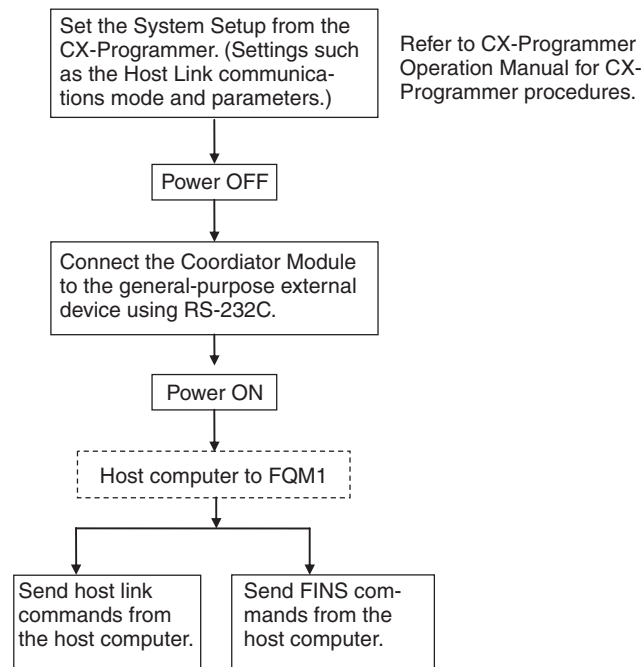 Set the System Setup from the
CX-Programmer. (Settings such
as the Host Link communica-
tions mode and parameters.)
Refer to CX-Programmer
Operation Manual for CX-
Programmer procedures.
Power OFF
Connect the Coordiator Module
to the general-purpose external
device using RS-232C.
Power ON
Host computer to FQM1
Send host link
commands from
the host computer.
Send FINS com-
mands from the
host computer.